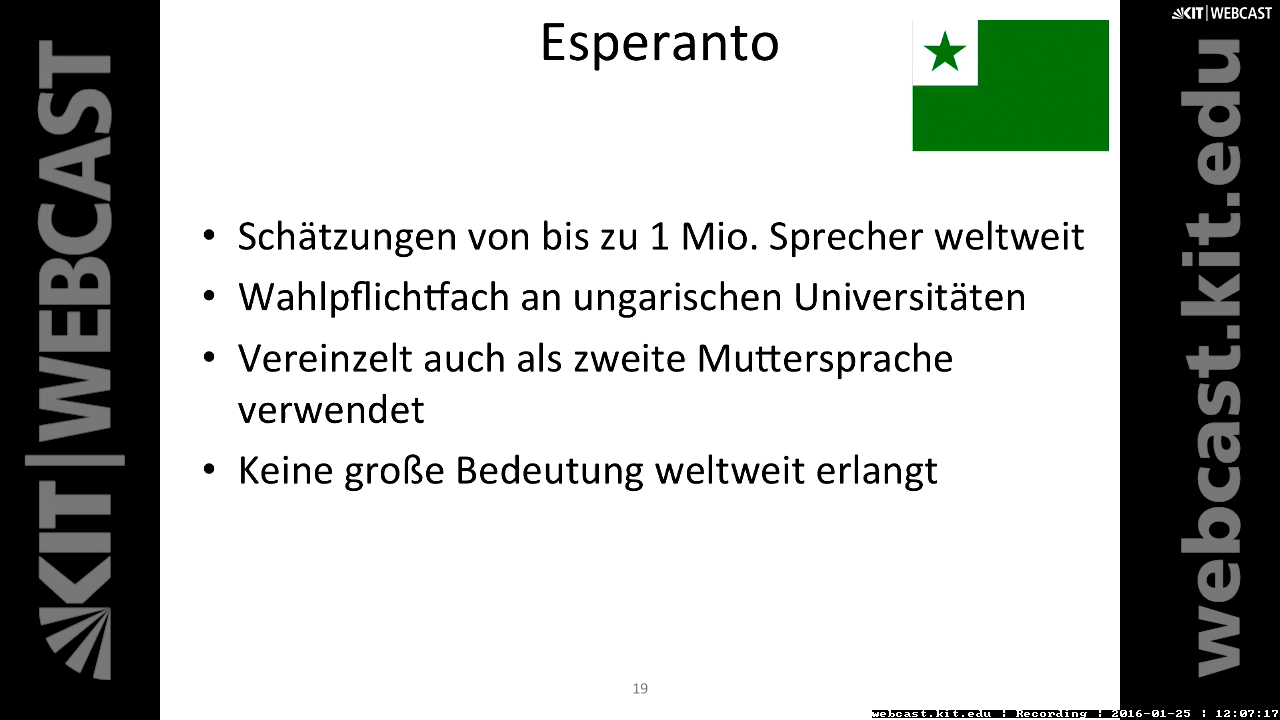 KIT|WEBCAST
Esperanto
• Schätzungen von bis zu 1 Mio. Sprecher weltweit
• Wahlpflichtfach an ungarischen Universitäten
• Vereinzelt auch als zweite Muttersprache
verwendet
• Keine große Bedeutung weltweit erlangt
19
KIT|WEBCAST
webcast.kit.edu
webcast.kit.edu | Recording | 2016-01-25 | 12:07:17